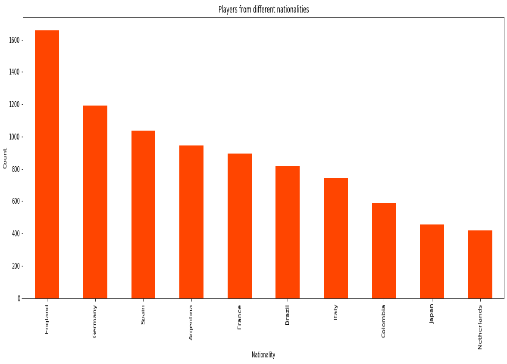 Players from different nationalities
1600
1400
1200
1000
800
600
400
200
0
Count
England
Germany
Spain
Argentina
France
Brazil
Italy
Colombia
Japan
Netherlands
Nationality